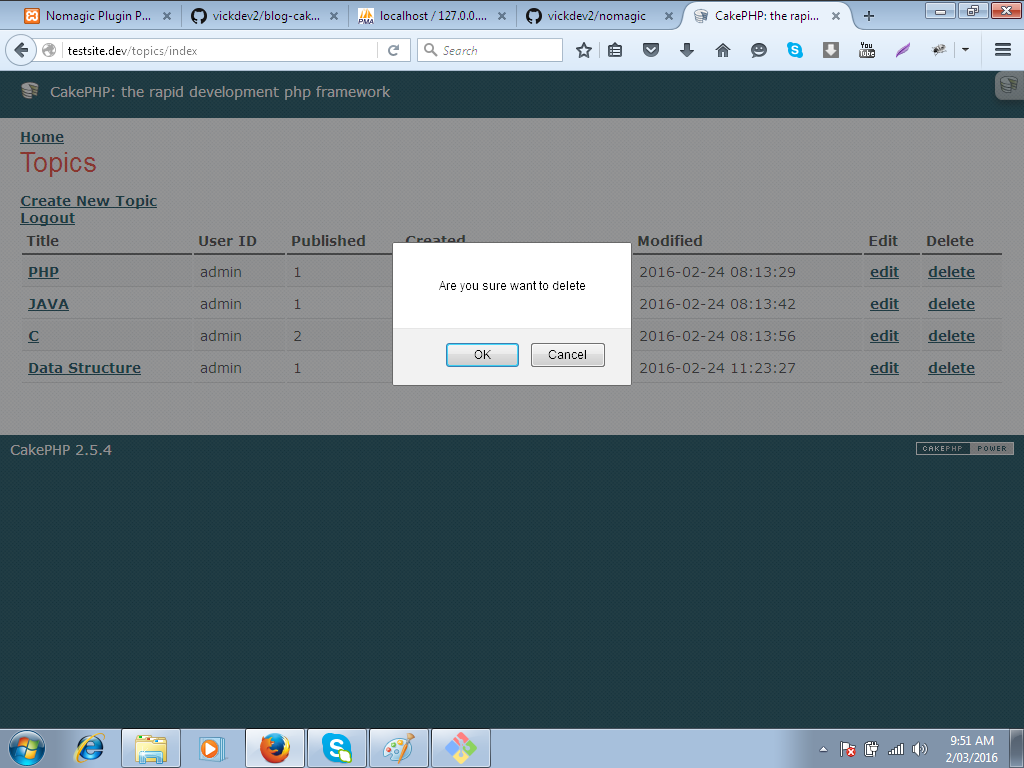 Nomagic Plugin P...
vickdev2/blog-cak...
localhost / 127.0.0....
vickdev2/nomagic
CakePHP: the rapi...
testsite.dev/topics/index
Search
You
Tube
CakePHP: the rapid development php framework
Home
Topics
Create New Topic
Logout
Title User ID Published Created Modified Edit Delete
PHP admin 1 2016-02-24 08:13:29 edit delete
JAVA admin 1 2016-02-24 08:13:42 edit delete
C admin 2 2016-02-24 08:13:56 edit delete
Data Structure admin 1 2016-02-24 11:23:27 edit delete
Are you sure want to delete
OK Cancel
CakePHP 2.5.4
CAKEPHP POWER
9:51 AM
2/03/2016